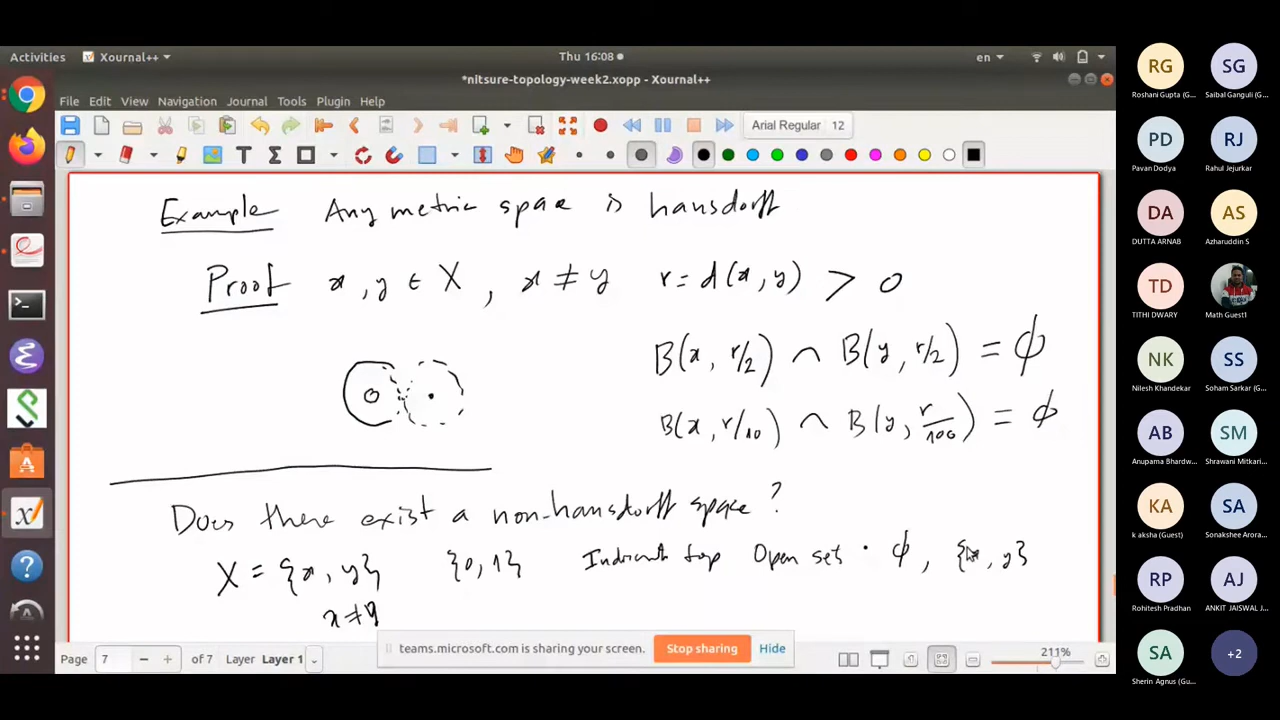 Activities Xournal++ Thu 16:08 en
*nitsure-topology-week2.xopp - Xournal++
File Edit View Navigation Journal Tools Plugin Help
Arial Regular 12
Example Any metric space is hausdorff
Proof x, y ∈ X, x ≠ y r = d(x, y) > 0
B(x, r/2) ∩ B(y, r/2) = ϕ
B(x, r/10) ∩ B(y, r/100) = ϕ
Does there exist a non-hausdorff space?
X = {x, y} {0, 1} Indiscrete top Open set · ϕ, {x, y}
x ≠ y
teams.microsoft.com is sharing your screen. Stop sharing Hide
Page 7 of 7 Layer Layer 1 211%
RG SG
Roshani Gupta (G... Saibal Ganguli (G...
PD RJ
Pavan Dodya Rahul Jejurkar
DA AS
DUTTA ARNAB Azharuddin S
TD
TITHI DWARY Math Guest1
NK SS
Nilesh Khandekar Soham Sarkar (G...
AB SM
Anupama Bhardw... Shrawani Mitkari...
KA SA
k aksha (Guest) Sonakshee Arora...
RP AJ
Rohitesh Pradhan ANKIT JAISWAL J...
SA +2
Sherin Agnus (Gu...